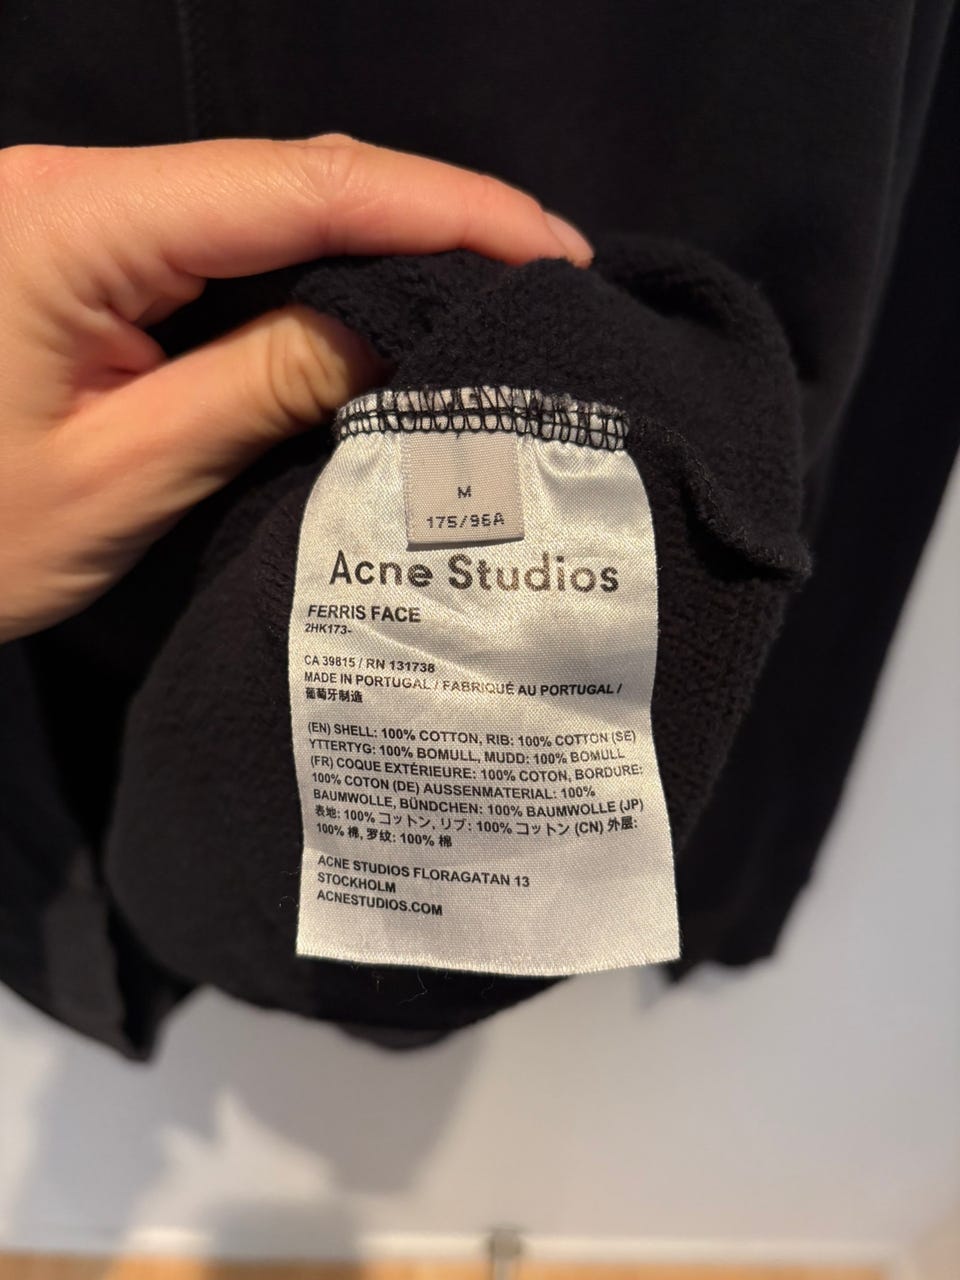 M
175/96A
Acne Studios
FERRIS FACE
2HK173-
CA 39815 / RN 131738
MADE IN PORTUGAL / FABRIQUÉ AU PORTUGAL /
葡萄牙制造
(EN) SHELL: 100% COTTON, RIB: 100% COTTON (SE)
YTTERTYG: 100% BOMULL, MUDD: 100% BOMULL
(FR) COQUE EXTÉRIEURE: 100% COTON, BORDURE:
100% COTON (DE) AUSSENMATERIAL: 100%
BAUMWOLLE, BÜNDCHEN: 100% BAUMWOLLE (JP)
表地: 100% コットン, リブ: 100% コットン (CN) 外层:
100% 棉, 罗纹: 100% 棉
ACNE STUDIOS FLORAGATAN 13
STOCKHOLM
ACNESTUDIOS.COM